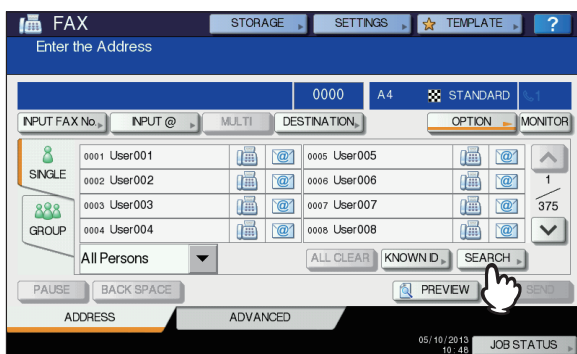 FAX STORAGE SETTINGS TEMPLATE ?
Enter the Address
0000 A4 STANDARD 1
INPUT FAX No. INPUT @ MULTI DESTINATION OPTION MONITOR
SINGLE
GROUP
0001 User001 @ 0005 User005 @
0002 User002 @ 0006 User006 @
0003 User003 @ 0007 User007 @
0004 User004 @ 0008 User008 @
1
375
All Persons ALL CLEAR KNOWN ID SEARCH
PAUSE BACK SPACE PREVIEW SEND
ADDRESS ADVANCED
05/10/2013
10:48 JOB STATUS